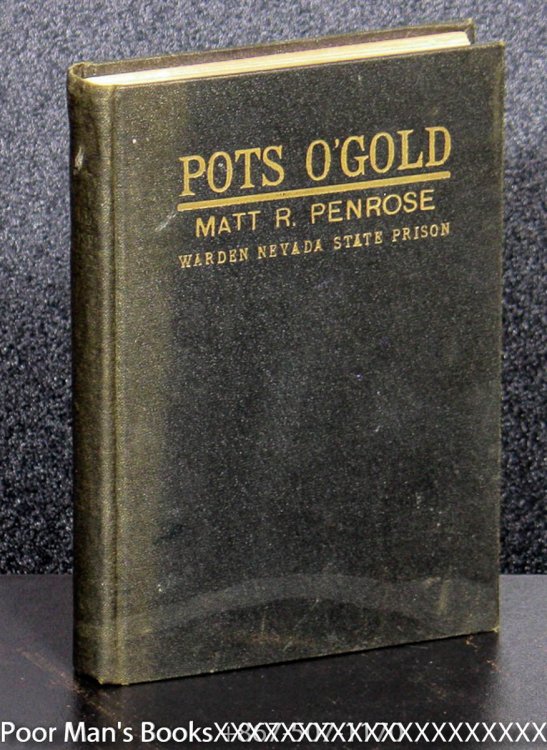 POTS O'GOLD
MATT R. PENROSE
WARDEN NEVADA STATE PRISON
Poor Man's Books